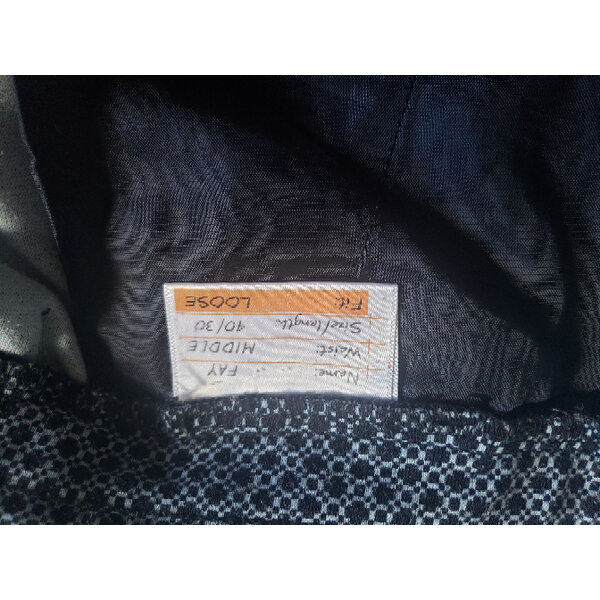 Name: FAY
Waist: MIDDLE
Size/length: 40/30
Fit: LOOSE